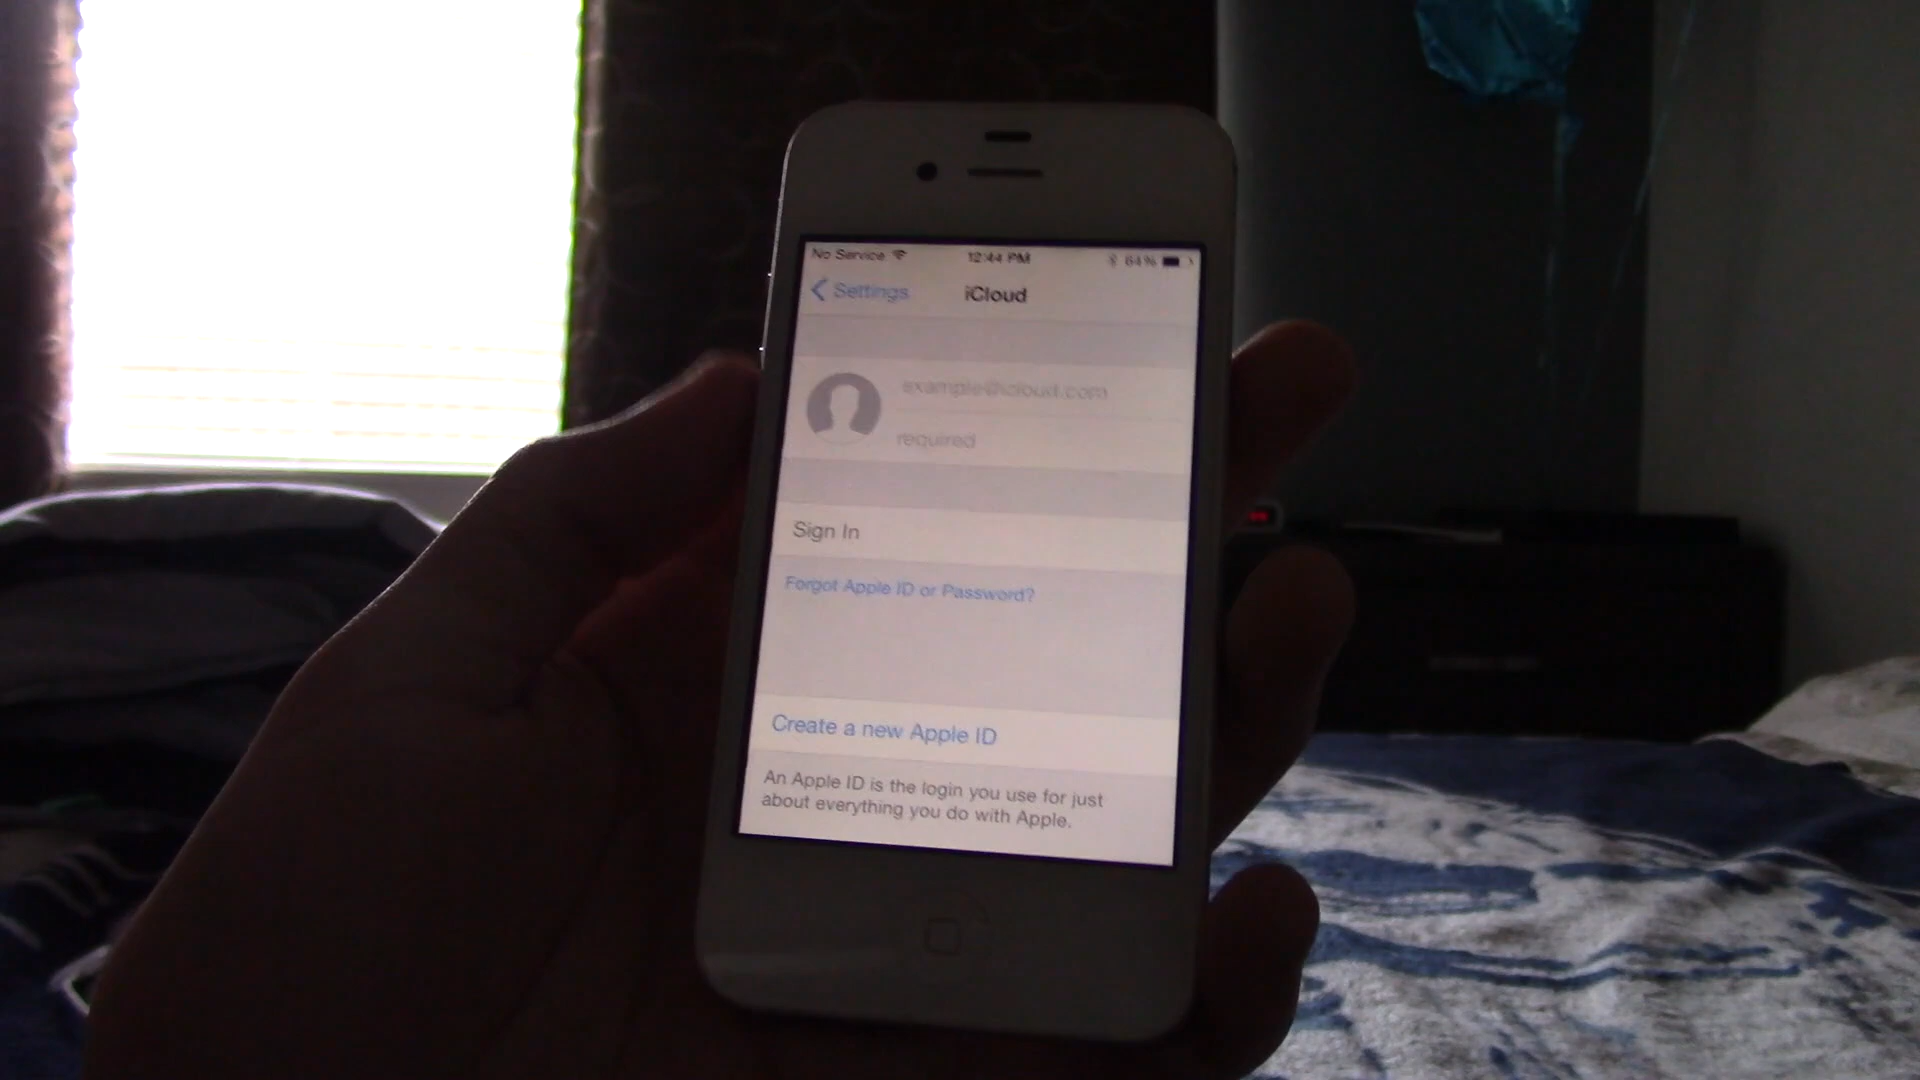 No Service 12:44 PM 64%
Settings iCloud
example@icloud.com
required
Sign In
Forgot Apple ID or Password?
Create a new Apple ID
An Apple ID is the login you use for just
about everything you do with Apple.